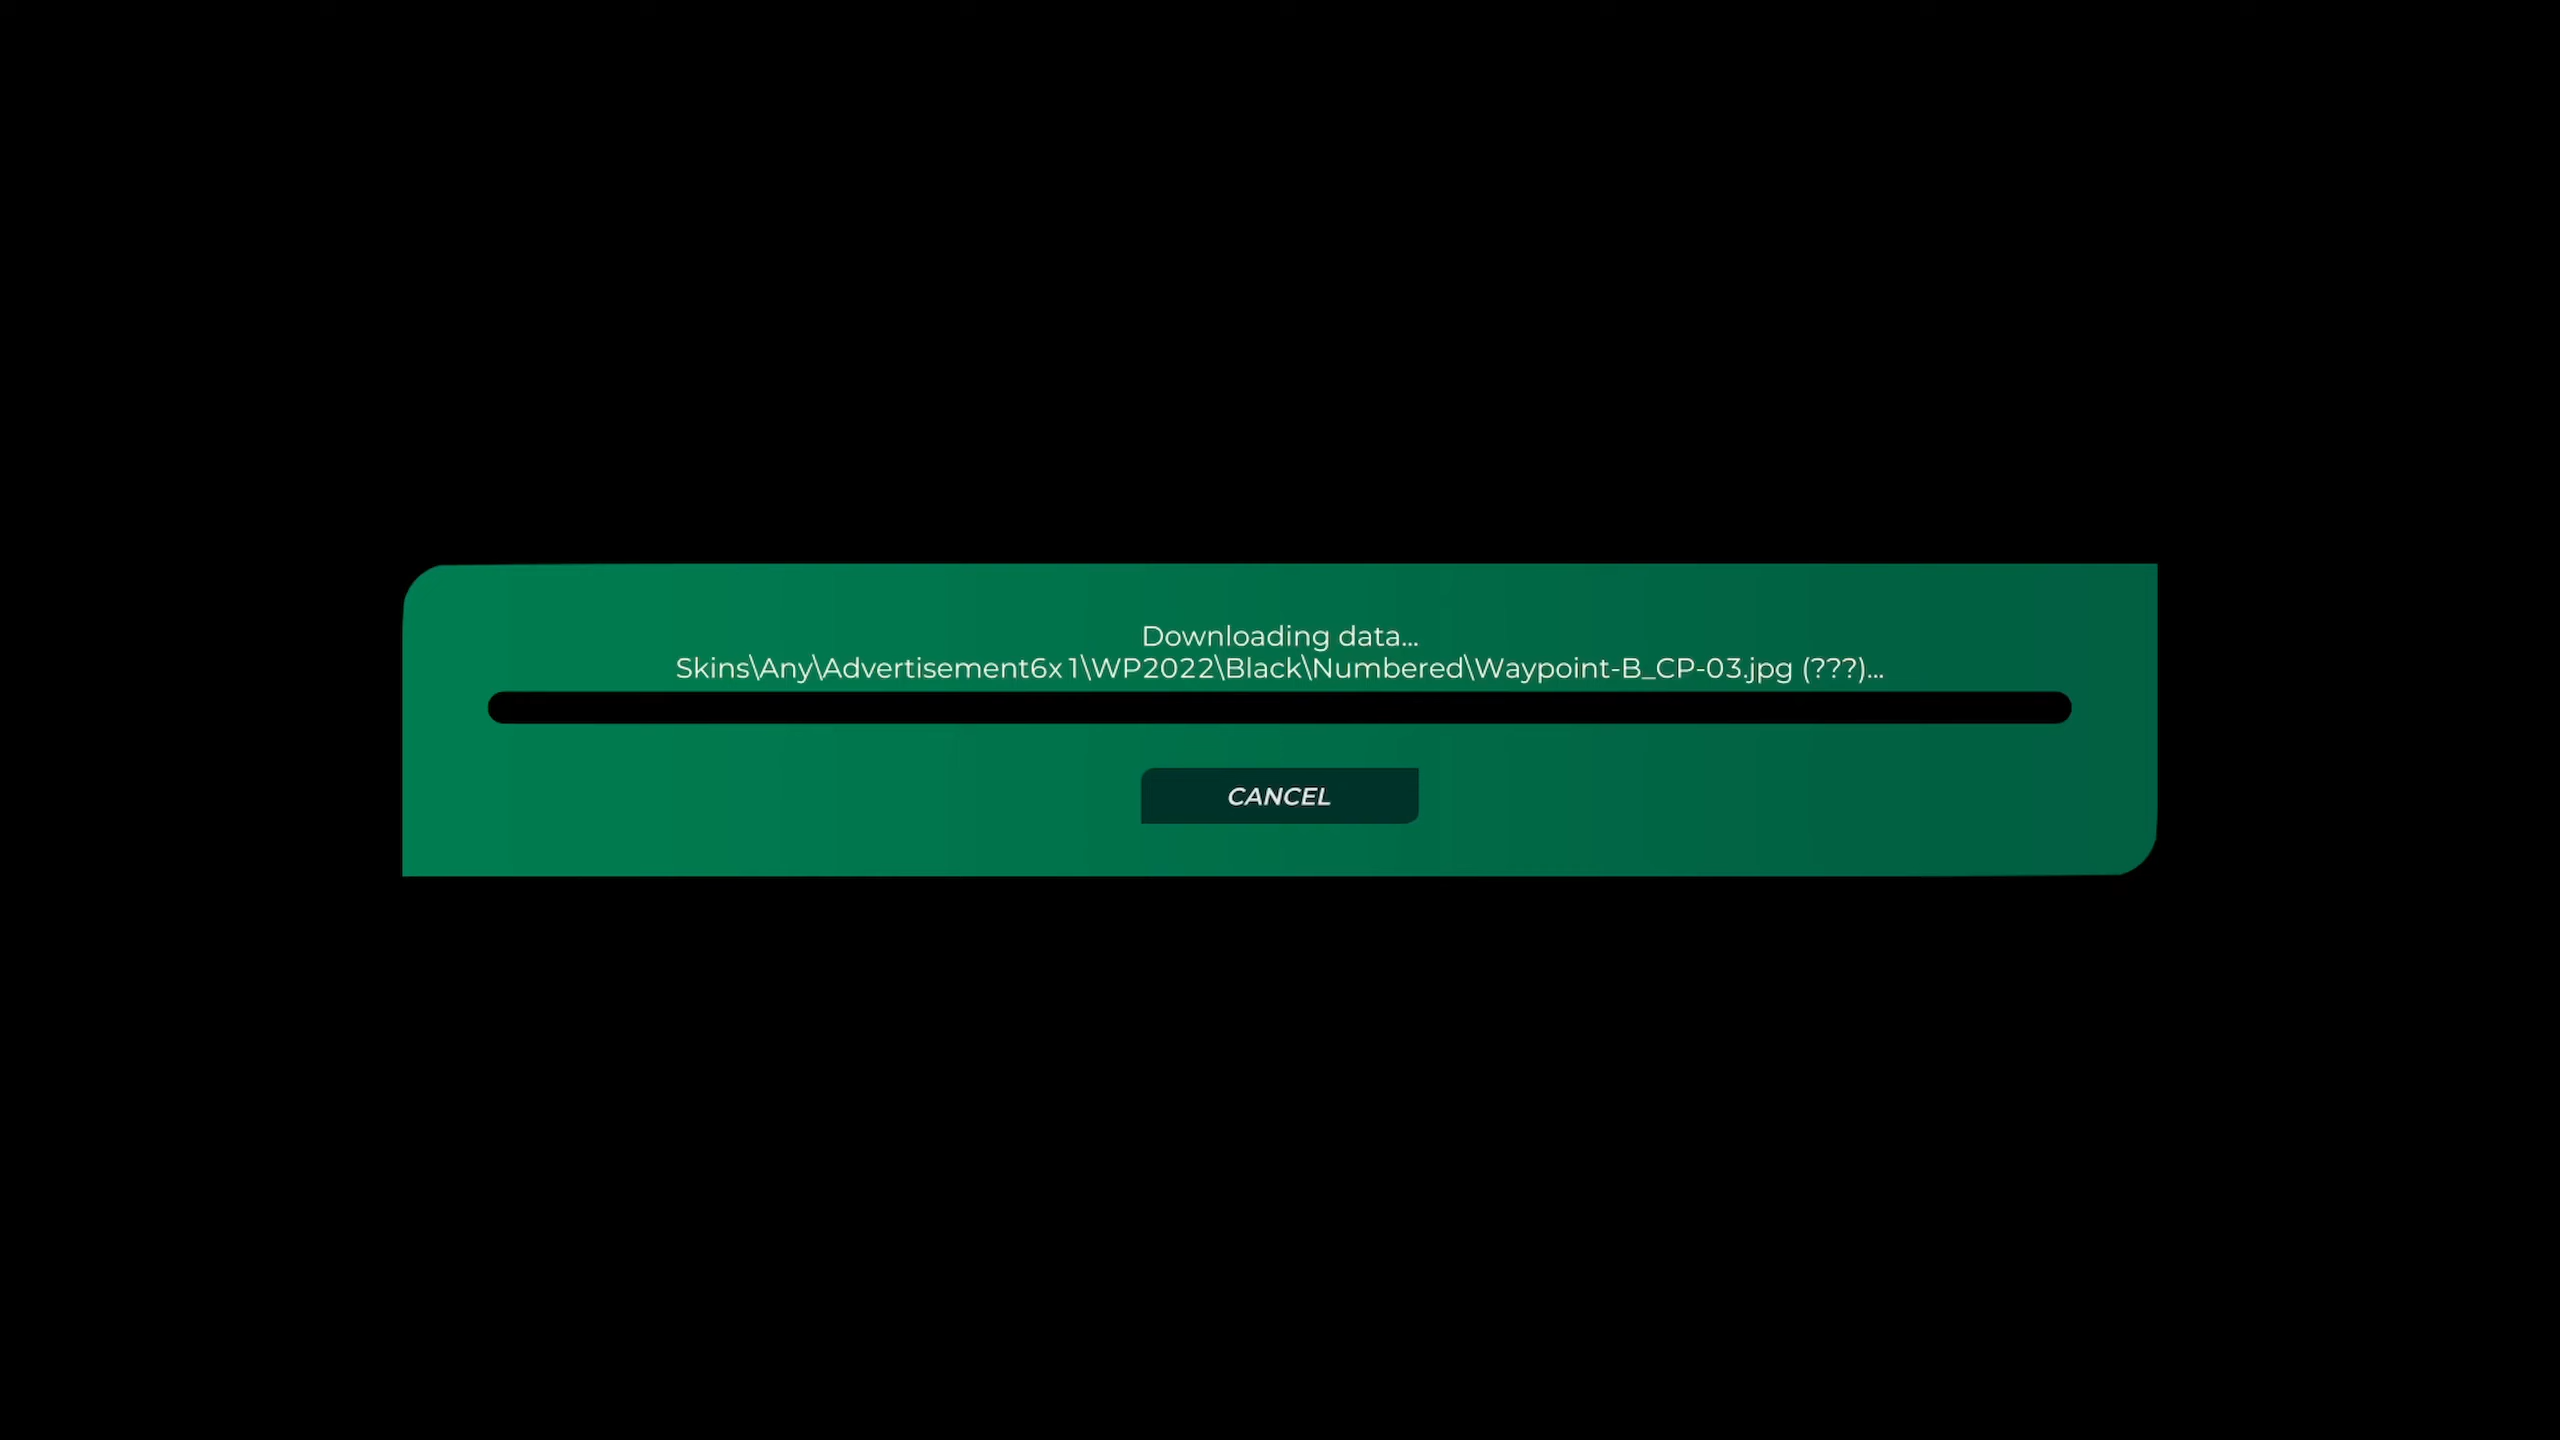 Downloading data...
Skins\Any\Advertisement6x1\WP2022\Black\Numbered\Waypoint-B_CP-03.jpg (???)...
CANCEL